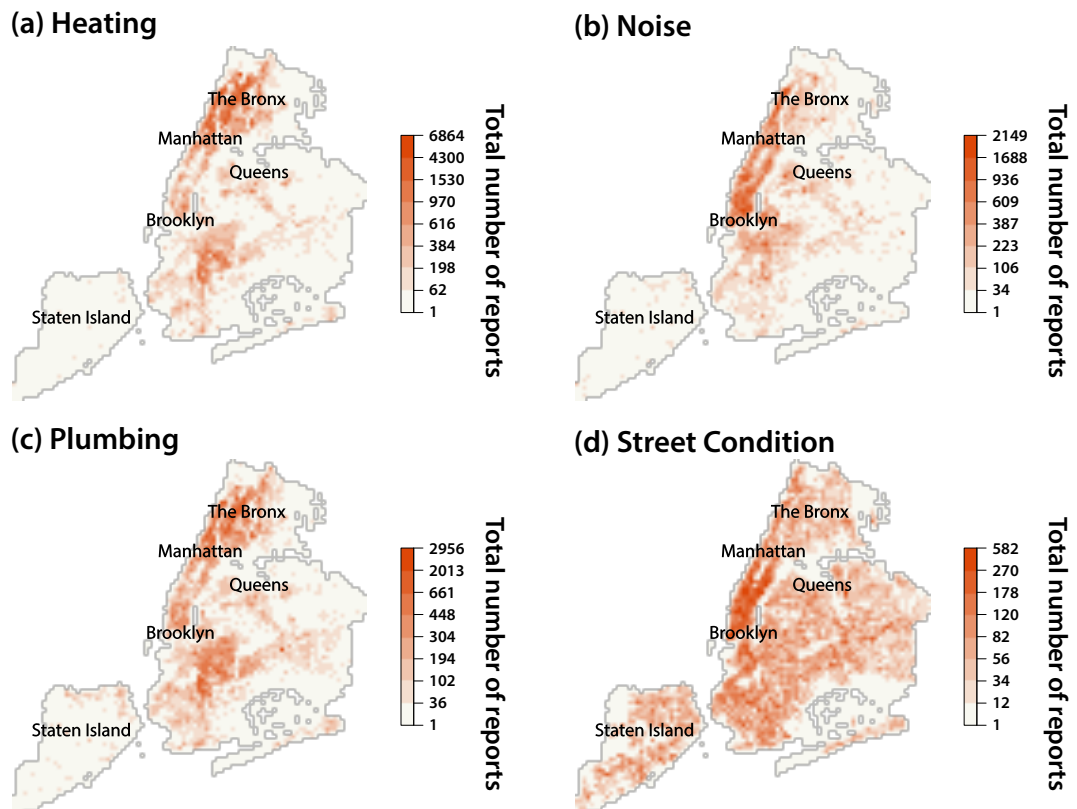 (a) Heating
The Bronx
Manhattan
Queens
Brooklyn
Staten Island
6864
4300
1530
970
616
384
198
62
1
Total number of reports
(b) Noise
The Bronx
Manhattan
Queens
Brooklyn
Staten Island
2149
1688
936
609
387
223
106
34
1
Total number of reports
(c) Plumbing
The Bronx
Manhattan
Queens
Brooklyn
Staten Island
2956
2013
661
448
304
194
102
36
1
Total number of reports
(d) Street Condition
The Bronx
Manhattan
Queens
Brooklyn
Staten Island
582
270
178
120
82
56
34
12
1
Total number of reports